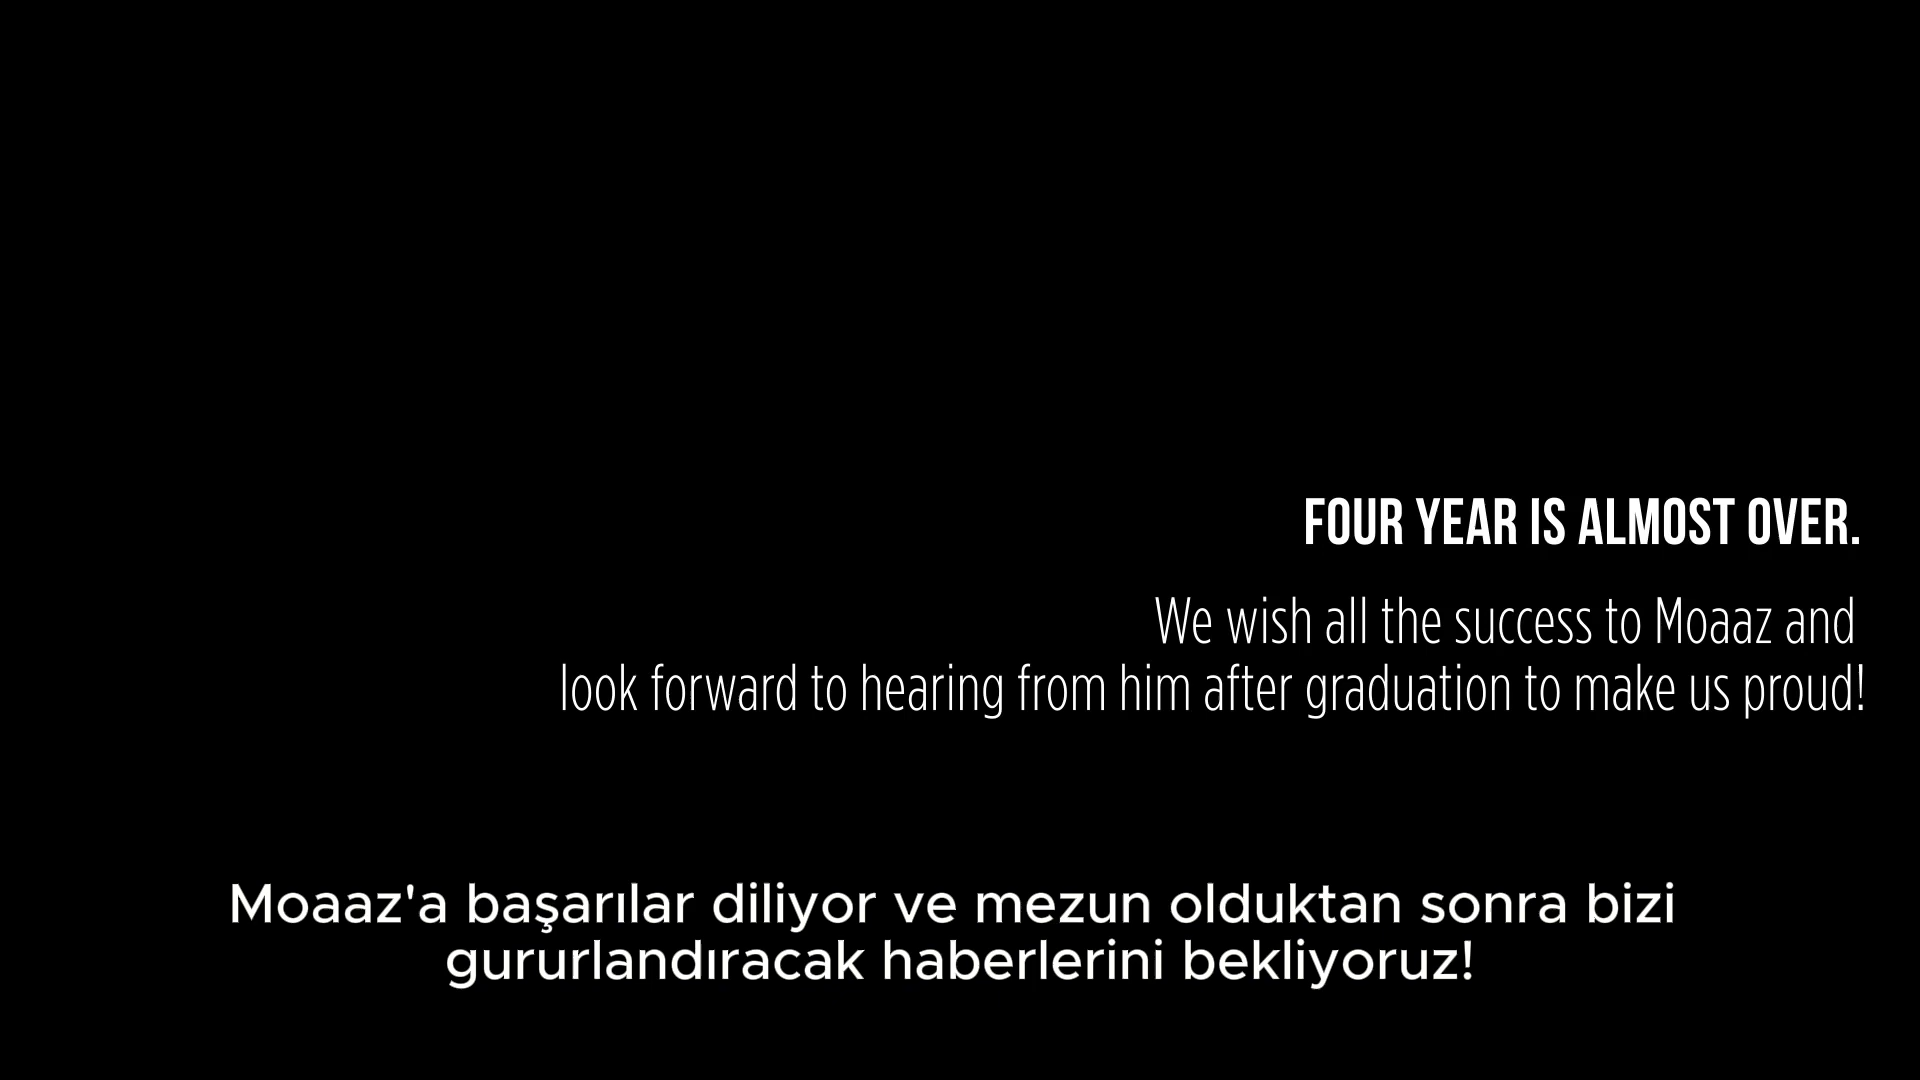 FOUR YEAR IS ALMOST OVER.
We wish all the success to Moaaz and
look forward to hearing from him after graduation to make us proud!
Moaaz'a başarılar diliyor ve mezun olduktan sonra bizi
gururlandıracak haberlerini bekliyoruz!